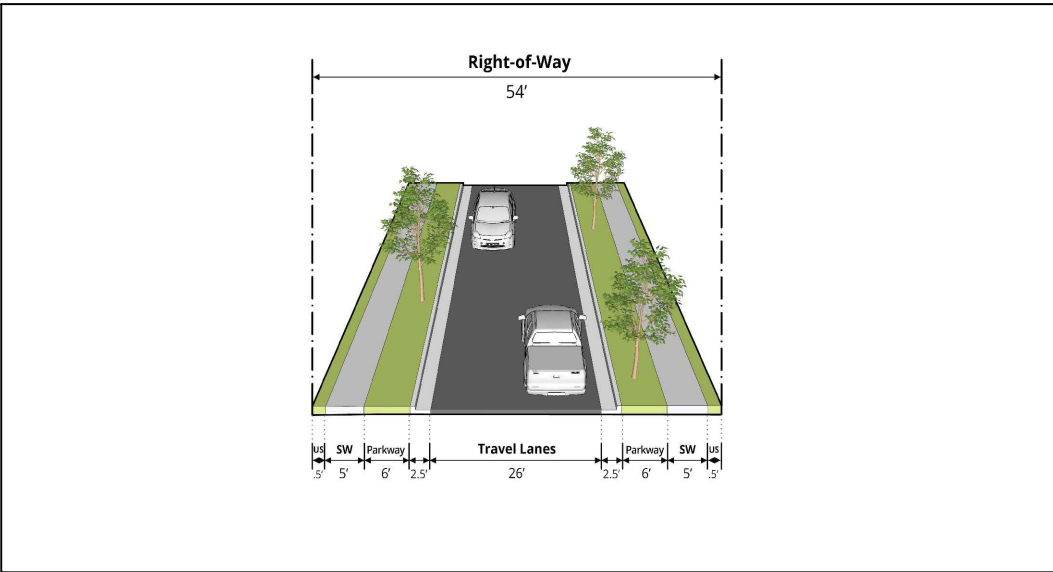 Right-of-Way
54'
US SW Parkway Travel Lanes Parkway SW US
.5' 5' 6' 2.5' 26' 2.5' 6' 5' .5'